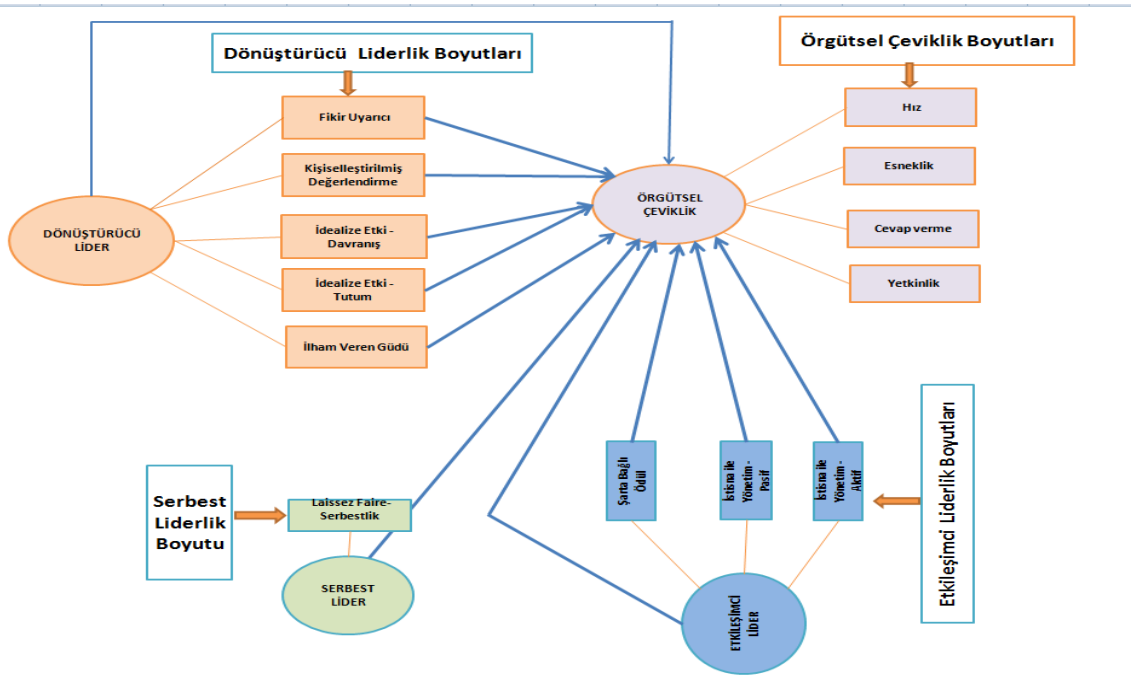 Dönüştürücü  Liderlik Boyutları
Örgütsel Çeviklik Boyutları
Fikir Uyarıcı
Kişiselleştirilmiş
Değerlendirme
İdealize Etki -
Davranış
İdealize Etki -
Tutum
İlham Veren Güdü
DÖNÜŞTÜRÜCÜ
LİDER
ÖRGÜTSEL
ÇEVİKLİK
Hız
Esneklik
Cevap verme
Yetkinlik
Serbest
Liderlik
Boyutu
Laissez Faire-
Serbestlik
SERBEST
LİDER
Şarta Bağlı
Ödül
İstisna ile
Yönetim -
Pasif
İstisna ile
Yönetim -
Aktif
Etkileşimci Liderlik Boyutları
ETKİLEŞİMCİ
LİDER